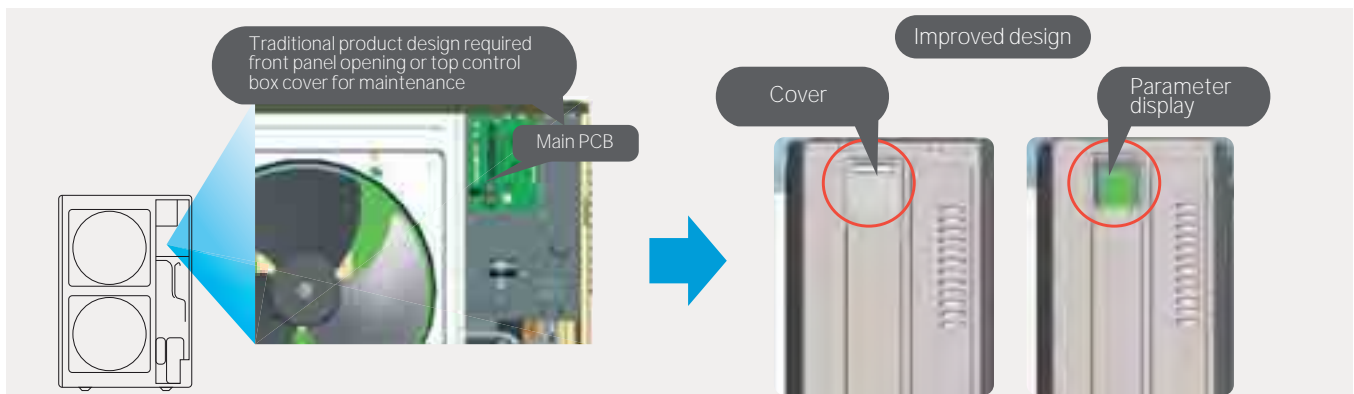 Traditional product design required
front panel opening or top control
box cover for maintenance
Main PCB
Improved design
Cover
Parameter
display